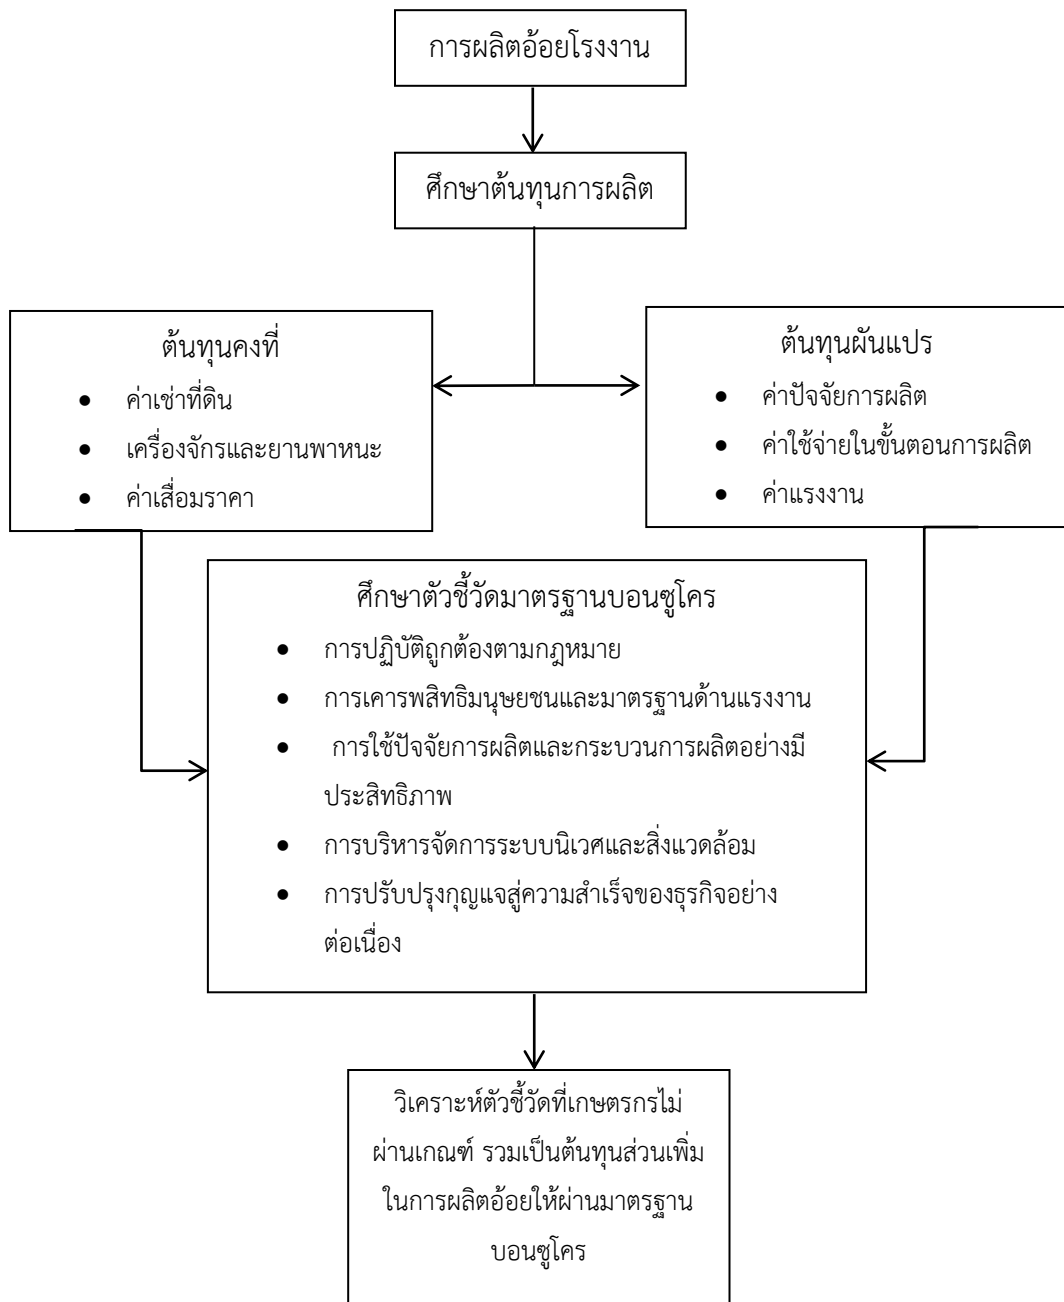 การผลิตอ้อยโรงงาน
ศึกษาต้นทุนการผลิต
ต้นทุนคงที่
● ค่าเช่าที่ดิน
● เครื่องจักรและยานพาหนะ
● ค่าเสื่อมราคา
ต้นทุนผันแปร
● ค่าปัจจัยการผลิต
● ค่าใช้จ่ายในขั้นตอนการผลิต
● ค่าแรงงาน
ศึกษาตัวชี้วัดมาตรฐานบอนซูโคร
● การปฏิบัติถูกต้องตามกฎหมาย
● การเคารพสิทธิมนุษยชนและมาตรฐานด้านแรงงาน
● การใช้ปัจจัยการผลิตและกระบวนการผลิตอย่างมี
ประสิทธิภาพ
● การบริหารจัดการระบบนิเวศและสิ่งแวดล้อม
● การปรับปรุงกุญแจสู่ความสำเร็จของธุรกิจอย่าง
ต่อเนื่อง
วิเคราะห์ตัวชี้วัดที่เกษตรกรไม่
ผ่านเกณฑ์ รวมเป็นต้นทุนส่วนเพิ่ม
ในการผลิตอ้อยให้ผ่านมาตรฐาน
บอนซูโคร